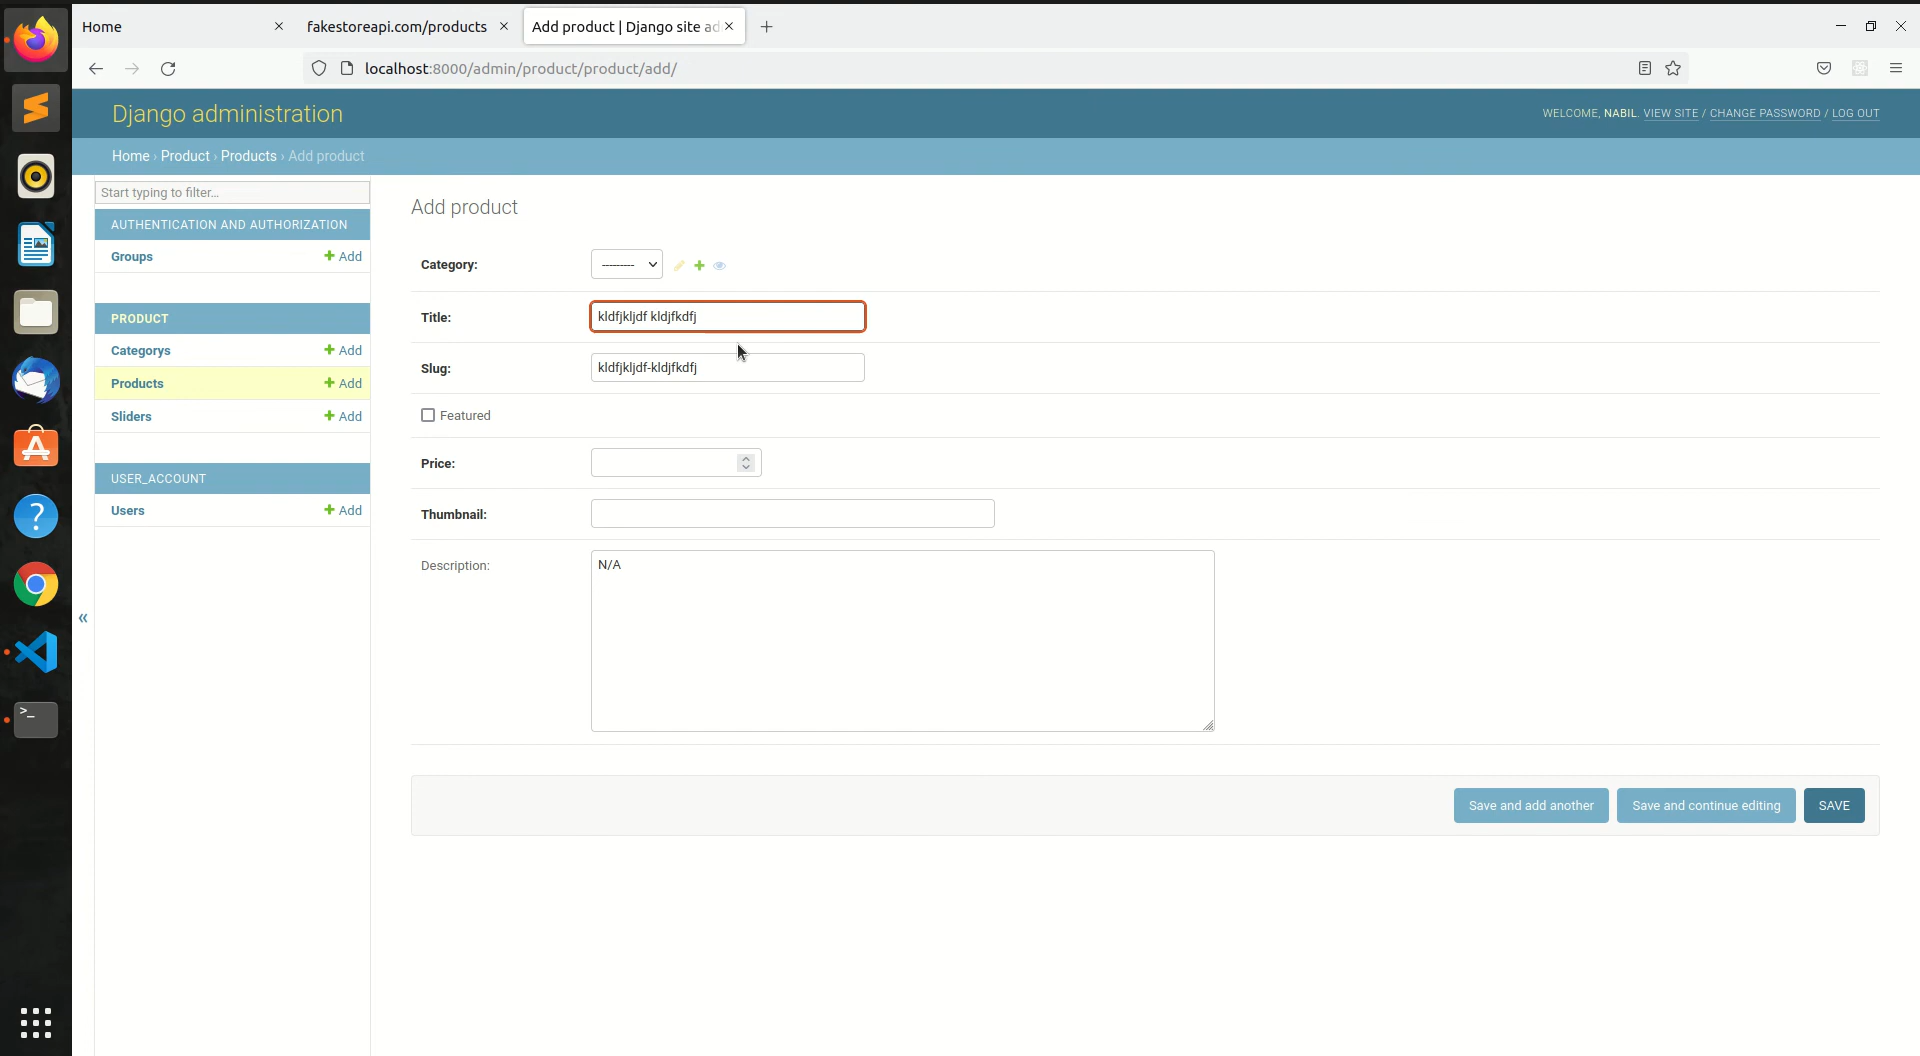 Home
fakestoreapi.com/products
Add product | Django site ad
localhost:8000/admin/product/product/add/
Django administration
WELCOME, NABIL. VIEW SITE / CHANGE PASSWORD / LOG OUT
Home › Product › Products › Add product
Start typing to filter...
AUTHENTICATION AND AUTHORIZATION
Groups + Add
PRODUCT
Categorys + Add
Products + Add
Sliders + Add
USER_ACCOUNT
Users + Add
«
Add product
Category: ---------
Title: kldfjkljdf kldjfkdfj
Slug: kldfjkljdf-kldjfkdfj
Featured
Price:
Thumbnail:
Description: N/A
Save and add another Save and continue editing SAVE